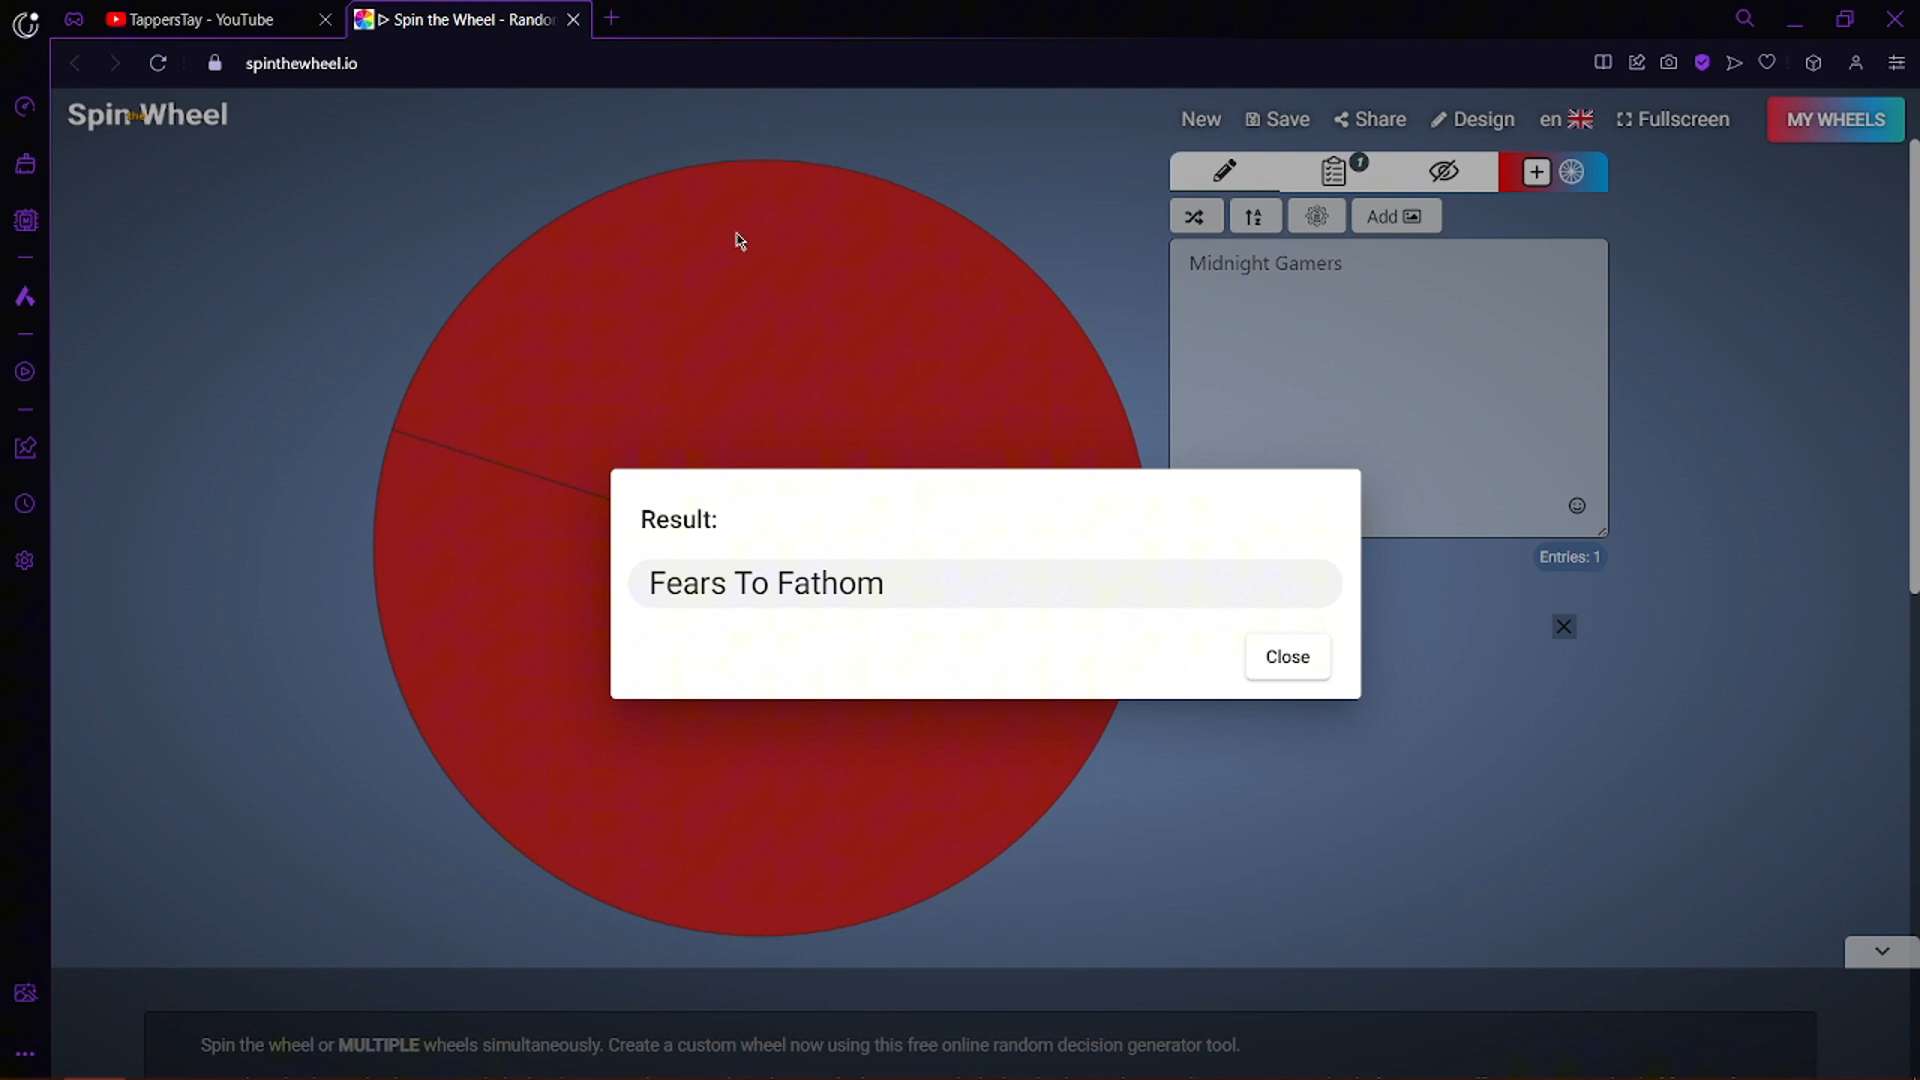 TappersTay - YouTube
Spin the Wheel - Rando
spinthewheel.io
Spin the Wheel
New
Save
Share
Design
en
Fullscreen
MY WHEELS
1
Add
Midnight Gamers
Entries: 1
Result:
Fears To Fathom
Close
Spin the wheel or MULTIPLE wheels simultaneously. Create a custom wheel now using this free online random decision generator tool.